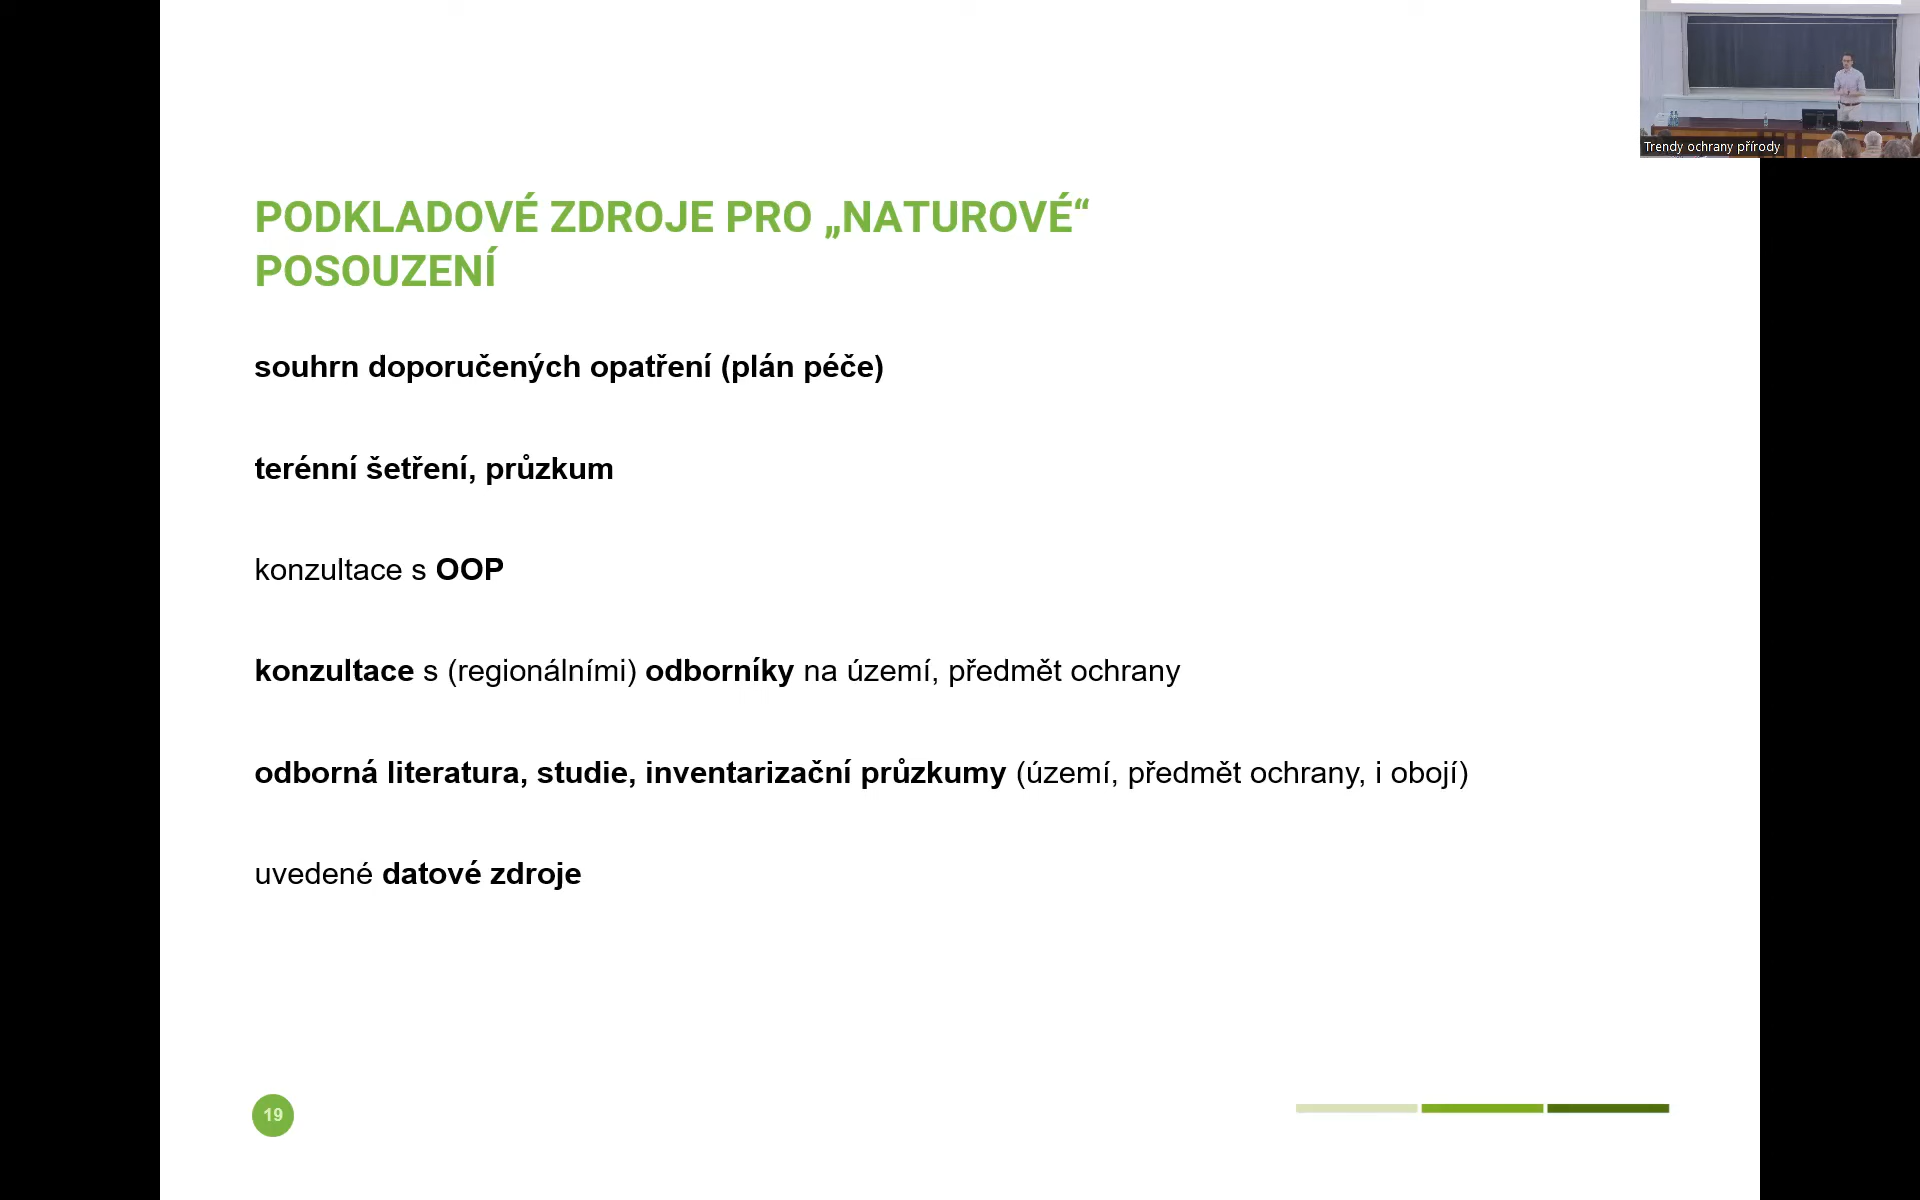 Trendy ochrany přírody
PODKLADOVÉ ZDROJE PRO „NATUROVÉ“
POSOUZENÍ
souhrn doporučených opatření (plán péče)
terénní šetření, průzkum
konzultace s OOP
konzultace s (regionálními) odborníky na území, předmět ochrany
odborná literatura, studie, inventarizační průzkumy (území, předmět ochrany, i obojí)
uvedené datové zdroje
19